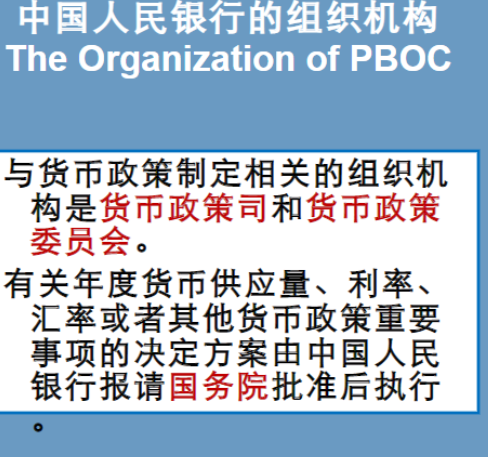 中国人民银行的组织机构
The Organization of PBOC
与货币政策制定相关的组织机
构是货币政策司和货币政策
委员会。
有关年度货币供应量、利率、
汇率或者其他货币政策重要
事项的决定方案由中国人民
银行报请国务院批准后执行
。